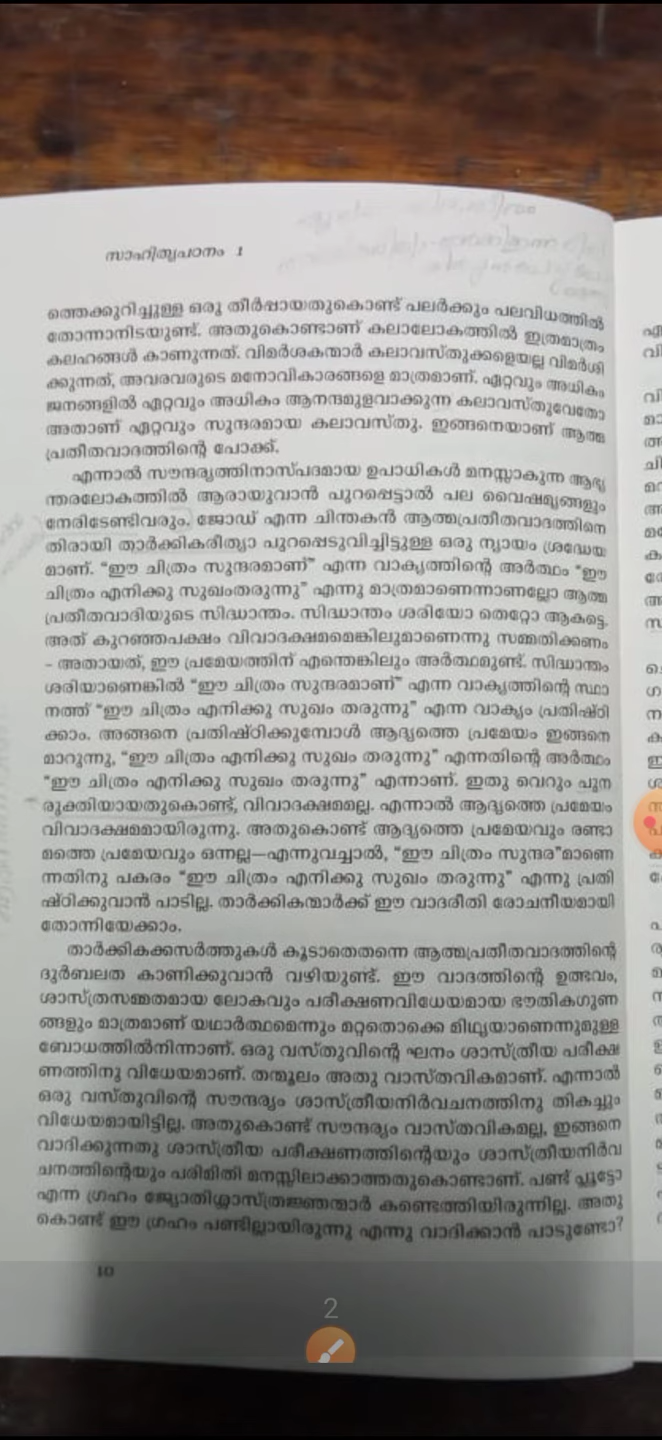 സാഹിത്യപഠനം 1
ത്തെക്കുറിച്ചുള്ള ഒരു തീർപ്പായതുകൊണ്ട് പലർക്കും പലവിധത്തിൽ
തോന്നാനിടയുണ്ട്. അതുകൊണ്ടാണ് കലാലോകത്തിൽ ഇത്രമാത്രം
കലഹങ്ങൾ കാണുന്നത്. വിമർശകന്മാർ കലാവസ്തുക്കളെയല്ല വിമർശി
ക്കുന്നത്, അവരവരുടെ മനോവികാരങ്ങളെ മാത്രമാണ്. ഏറ്റവും അധികം
ജനങ്ങളിൽ ഏറ്റവും അധികം ആനന്ദമുളവാക്കുന്ന കലാവസ്തുവേതോ
അതാണ് ഏറ്റവും സുന്ദരമായ കലാവസ്തു. ഇങ്ങനെയാണ് ആത്മ
പ്രതീതവാദത്തിന്റെ പോക്ക്.
എന്നാൽ സൗന്ദര്യത്തിനാസ്പദമായ ഉപാധികൾ മനസ്സാകുന്ന ആഭ്യ
ന്തരലോകത്തിൽ ആരായുവാൻ പുറപ്പെട്ടാൽ പല വൈഷമ്യങ്ങളും
നേരിടേണ്ടിവരും. ജോഡ് എന്ന ചിന്തകൻ ആത്മപ്രതീതവാദത്തിനെ
തിരായി താർക്കികരീത്യാ പുറപ്പെടുവിച്ചിട്ടുള്ള ഒരു ന്യായം ശ്രദ്ധേയ
മാണ്. “ഈ ചിത്രം സുന്ദരമാണ്” എന്ന വാക്യത്തിന്റെ അർത്ഥം “ഈ
ചിത്രം എനിക്കു സുഖംതരുന്നു” എന്നു മാത്രമാണെന്നാണല്ലോ ആത്മ
പ്രതീതവാദിയുടെ സിദ്ധാന്തം. സിദ്ധാന്തം ശരിയോ തെറ്റോ ആകട്ടെ.
അത് കുറഞ്ഞപക്ഷം വിവാദക്ഷമമെങ്കിലുമാണെന്നു സമ്മതിക്കണം
– അതായത്, ഈ പ്രമേയത്തിന് എന്തെങ്കിലും അർത്ഥമുണ്ട്. സിദ്ധാന്തം
ശരിയാണെങ്കിൽ “ഈ ചിത്രം സുന്ദരമാണ്” എന്ന വാക്യത്തിന്റെ സ്ഥാ
നത്ത് “ഈ ചിത്രം എനിക്കു സുഖം തരുന്നു” എന്ന വാക്യം പ്രതിഷ്ഠി
ക്കാം. അങ്ങനെ പ്രതിഷ്ഠിക്കുമ്പോൾ ആദ്യത്തെ പ്രമേയം ഇങ്ങനെ
മാറുന്നു, “ഈ ചിത്രം എനിക്കു സുഖം തരുന്നു” എന്നതിന്റെ അർത്ഥം
“ഈ ചിത്രം എനിക്കു സുഖം തരുന്നു” എന്നാണ്. ഇതു വെറും പുന
രുക്തിയായതുകൊണ്ട്, വിവാദക്ഷമമല്ല. എന്നാൽ ആദ്യത്തെ പ്രമേയം
വിവാദക്ഷമമായിരുന്നു. അതുകൊണ്ട് ആദ്യത്തെ പ്രമേയവും രണ്ടാ
മത്തെ പ്രമേയവും ഒന്നല്ല—എന്നുവച്ചാൽ, “ഈ ചിത്രം സുന്ദര”മാണെ
ന്നതിനു പകരം “ഈ ചിത്രം എനിക്കു സുഖം തരുന്നു” എന്നു പ്രതി
ഷ്ഠിക്കുവാൻ പാടില്ല. താർക്കികന്മാർക്ക് ഈ വാദരീതി രോചനീയമായി
തോന്നിയേക്കാം.
താർക്കികക്കസർത്തുകൾ കൂടാതെതന്നെ ആത്മപ്രതീതവാദത്തിന്റെ
ദുർബലത കാണിക്കുവാൻ വഴിയുണ്ട്. ഈ വാദത്തിന്റെ ഉത്ഭവം,
ശാസ്ത്രസമ്മതമായ ലോകവും പരീക്ഷണവിധേയമായ ഭൗതികഗുണ
ങ്ങളും മാത്രമാണ് യഥാർത്ഥമെന്നും മറ്റതൊക്കെ മിഥ്യയാണെന്നുമുള്ള
ബോധത്തിൽനിന്നാണ്. ഒരു വസ്തുവിന്റെ ഘനം ശാസ്ത്രീയ പരീക്ഷ
ണത്തിനു വിധേയമാണ്. തന്മൂലം അതു വാസ്തവികമാണ്. എന്നാൽ
ഒരു വസ്തുവിന്റെ സൗന്ദര്യം ശാസ്ത്രീയനിർവചനത്തിനു തികച്ചും
വിധേയമായിട്ടില്ല. അതുകൊണ്ട് സൗന്ദര്യം വാസ്തവികമല്ല, ഇങ്ങനെ
വാദിക്കുന്നതു ശാസ്ത്രീയ പരീക്ഷണത്തിന്റെയും ശാസ്ത്രീയനിർവ
ചനത്തിന്റെയും പരിമിതി മനസ്സിലാക്കാത്തതുകൊണ്ടാണ്. പണ്ട് പ്ലൂട്ടോ
എന്ന ഗ്രഹം ജ്യോതിശ്ശാസ്ത്രജ്ഞന്മാർ കണ്ടെത്തിയിരുന്നില്ല. അതു
കൊണ്ട് ഈ ഗ്രഹം പണ്ടില്ലായിരുന്നു എന്നു വാദിക്കാൻ പാടുണ്ടോ?
10
2